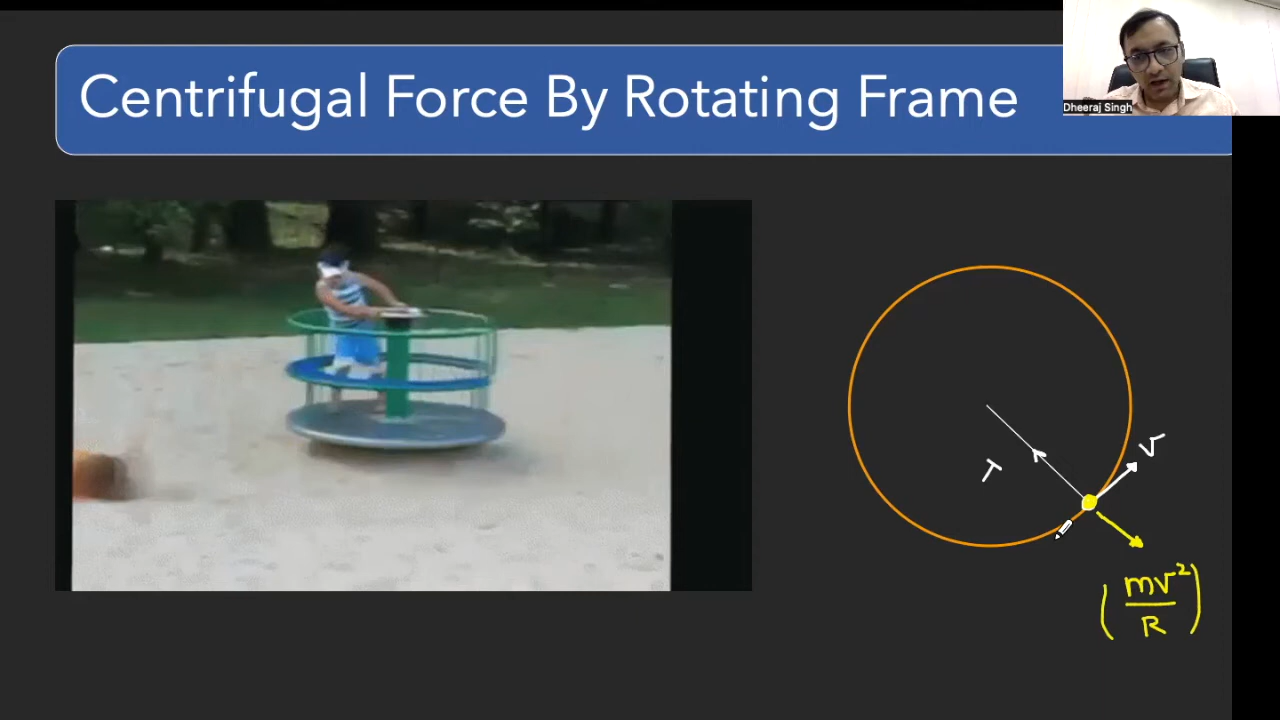 Centrifugal Force By Rotating Frame
Dheeraj Singh
v
T
(mv²/R)